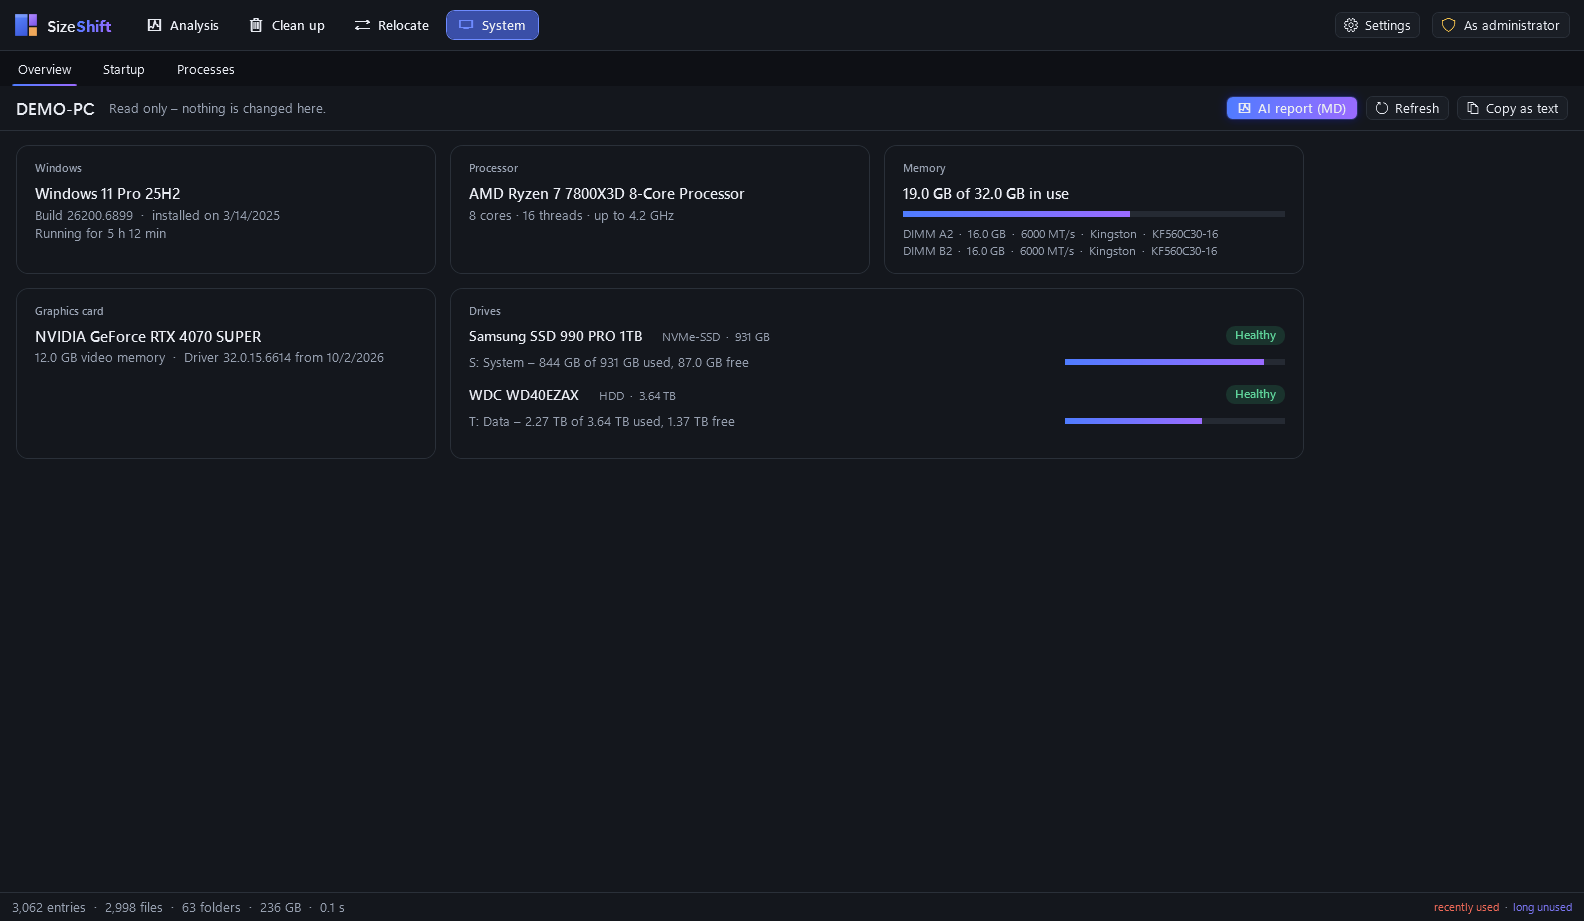 SizeShift Analysis Clean up Relocate System Settings As administrator
Overview Startup Processes
DEMO-PC Read only – nothing is changed here. AI report (MD) Refresh Copy as text
Windows
Windows 11 Pro 25H2
Build 26200.6899 · installed on 3/14/2025
Running for 5 h 12 min
Processor
AMD Ryzen 7 7800X3D 8-Core Processor
8 cores · 16 threads · up to 4.2 GHz
Memory
19.0 GB of 32.0 GB in use
DIMM A2 · 16.0 GB · 6000 MT/s · Kingston · KF560C30-16
DIMM B2 · 16.0 GB · 6000 MT/s · Kingston · KF560C30-16
Graphics card
NVIDIA GeForce RTX 4070 SUPER
12.0 GB video memory · Driver 32.0.15.6614 from 10/2/2026
Drives
Samsung SSD 990 PRO 1TB NVMe-SSD · 931 GB Healthy
S: System – 844 GB of 931 GB used, 87.0 GB free
WDC WD40EZAX HDD · 3.64 TB Healthy
T: Data – 2.27 TB of 3.64 TB used, 1.37 TB free
3,062 entries · 2,998 files · 63 folders · 236 GB · 0.1 s recently used · long unused